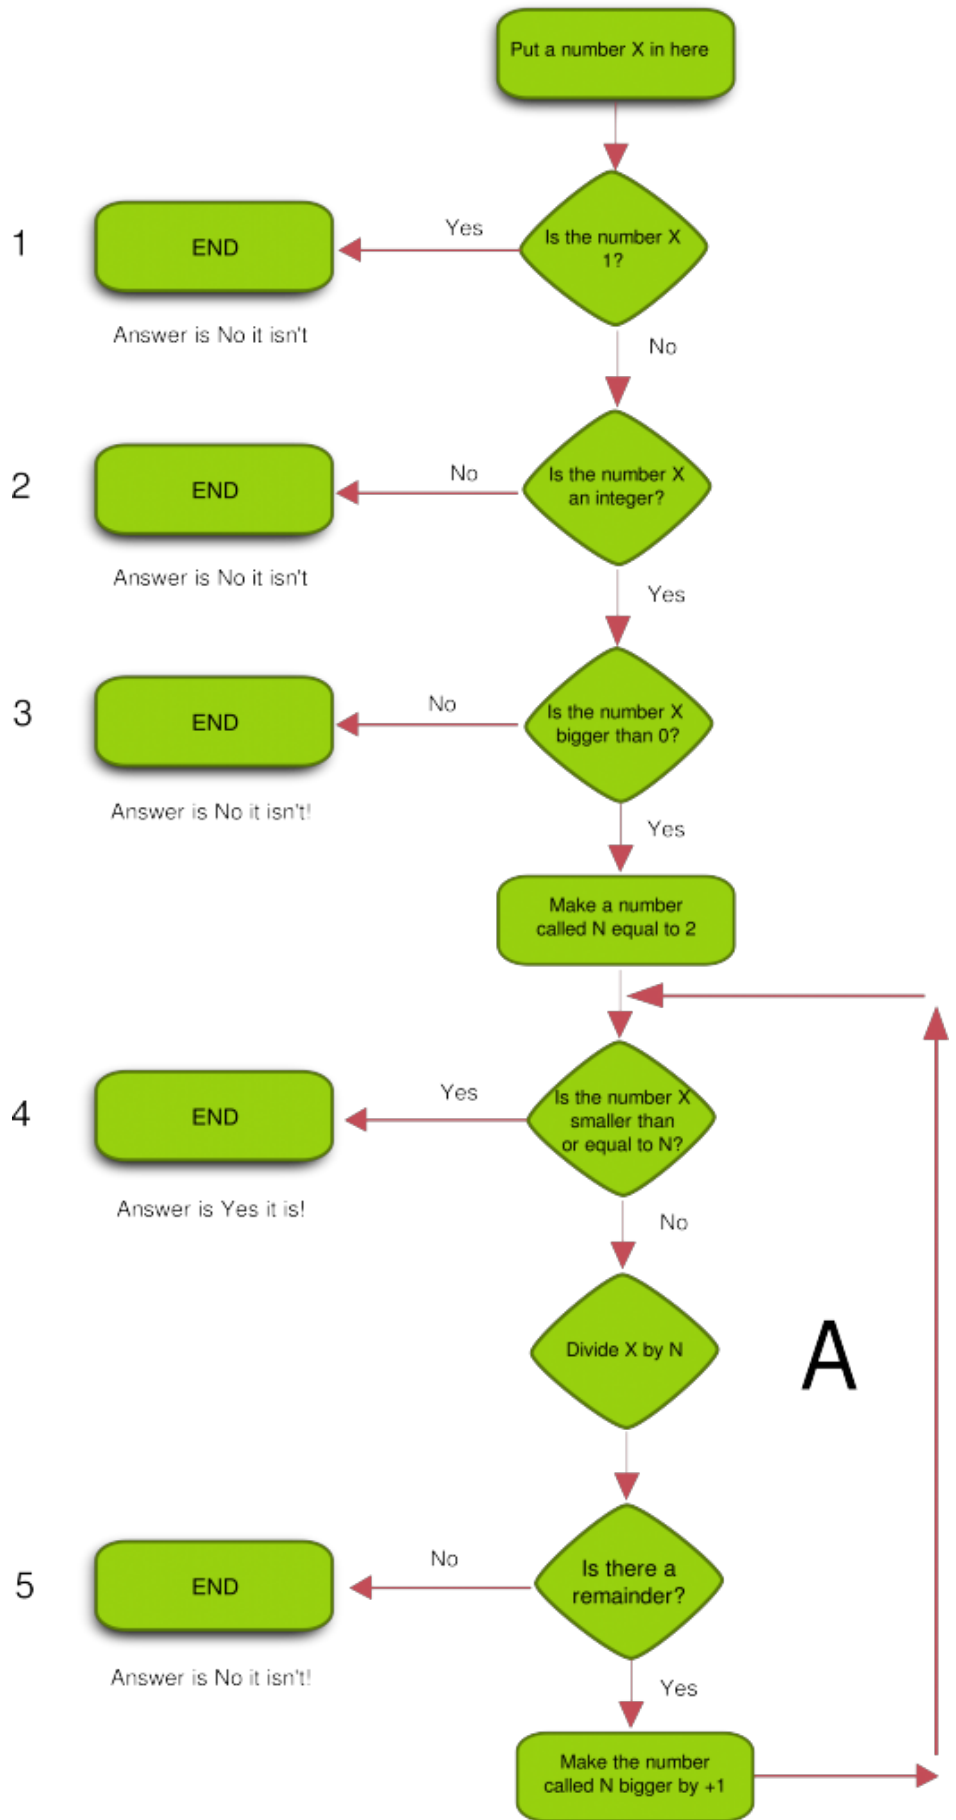 Put a number X in here
Is the number X
1?
Yes
1
END
Answer is No it isn't
No
Is the number X
an integer?
No
2
END
Answer is No it isn't
Yes
Is the number X
bigger than 0?
No
3
END
Answer is No it isn't!
Yes
Make a number
called N equal to 2
Is the number X
smaller than
or equal to N?
Yes
4
END
Answer is Yes it is!
No
Divide X by N
A
Is there a
remainder?
No
5
END
Answer is No it isn't!
Yes
Make the number
called N bigger by +1